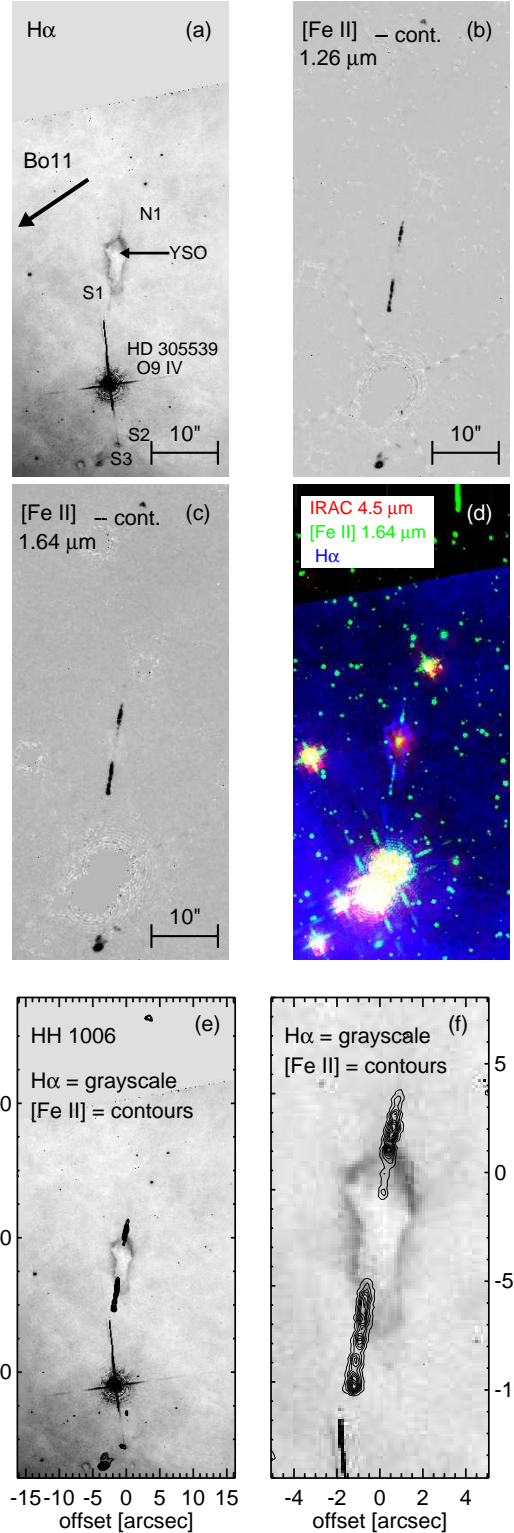 Hα (a)
Bo11
N1
YSO
S1
HD 305539
O9 IV
S2
S3
10"
[Fe II] – cont. (b)
1.26 μm
10"
[Fe II] – cont. (c)
1.64 μm
10"
IRAC 4.5 μm (d)
[Fe II] 1.64 μm
Hα
HH 1006 (e)
Hα = grayscale
[Fe II] = contours
0
0
0
-15 -10 -5 0 5 10 15
offset [arcsec]
Hα = grayscale (f)
[Fe II] = contours
5
0
-5
-1
-4 -2 0 2 4
offset [arcsec]